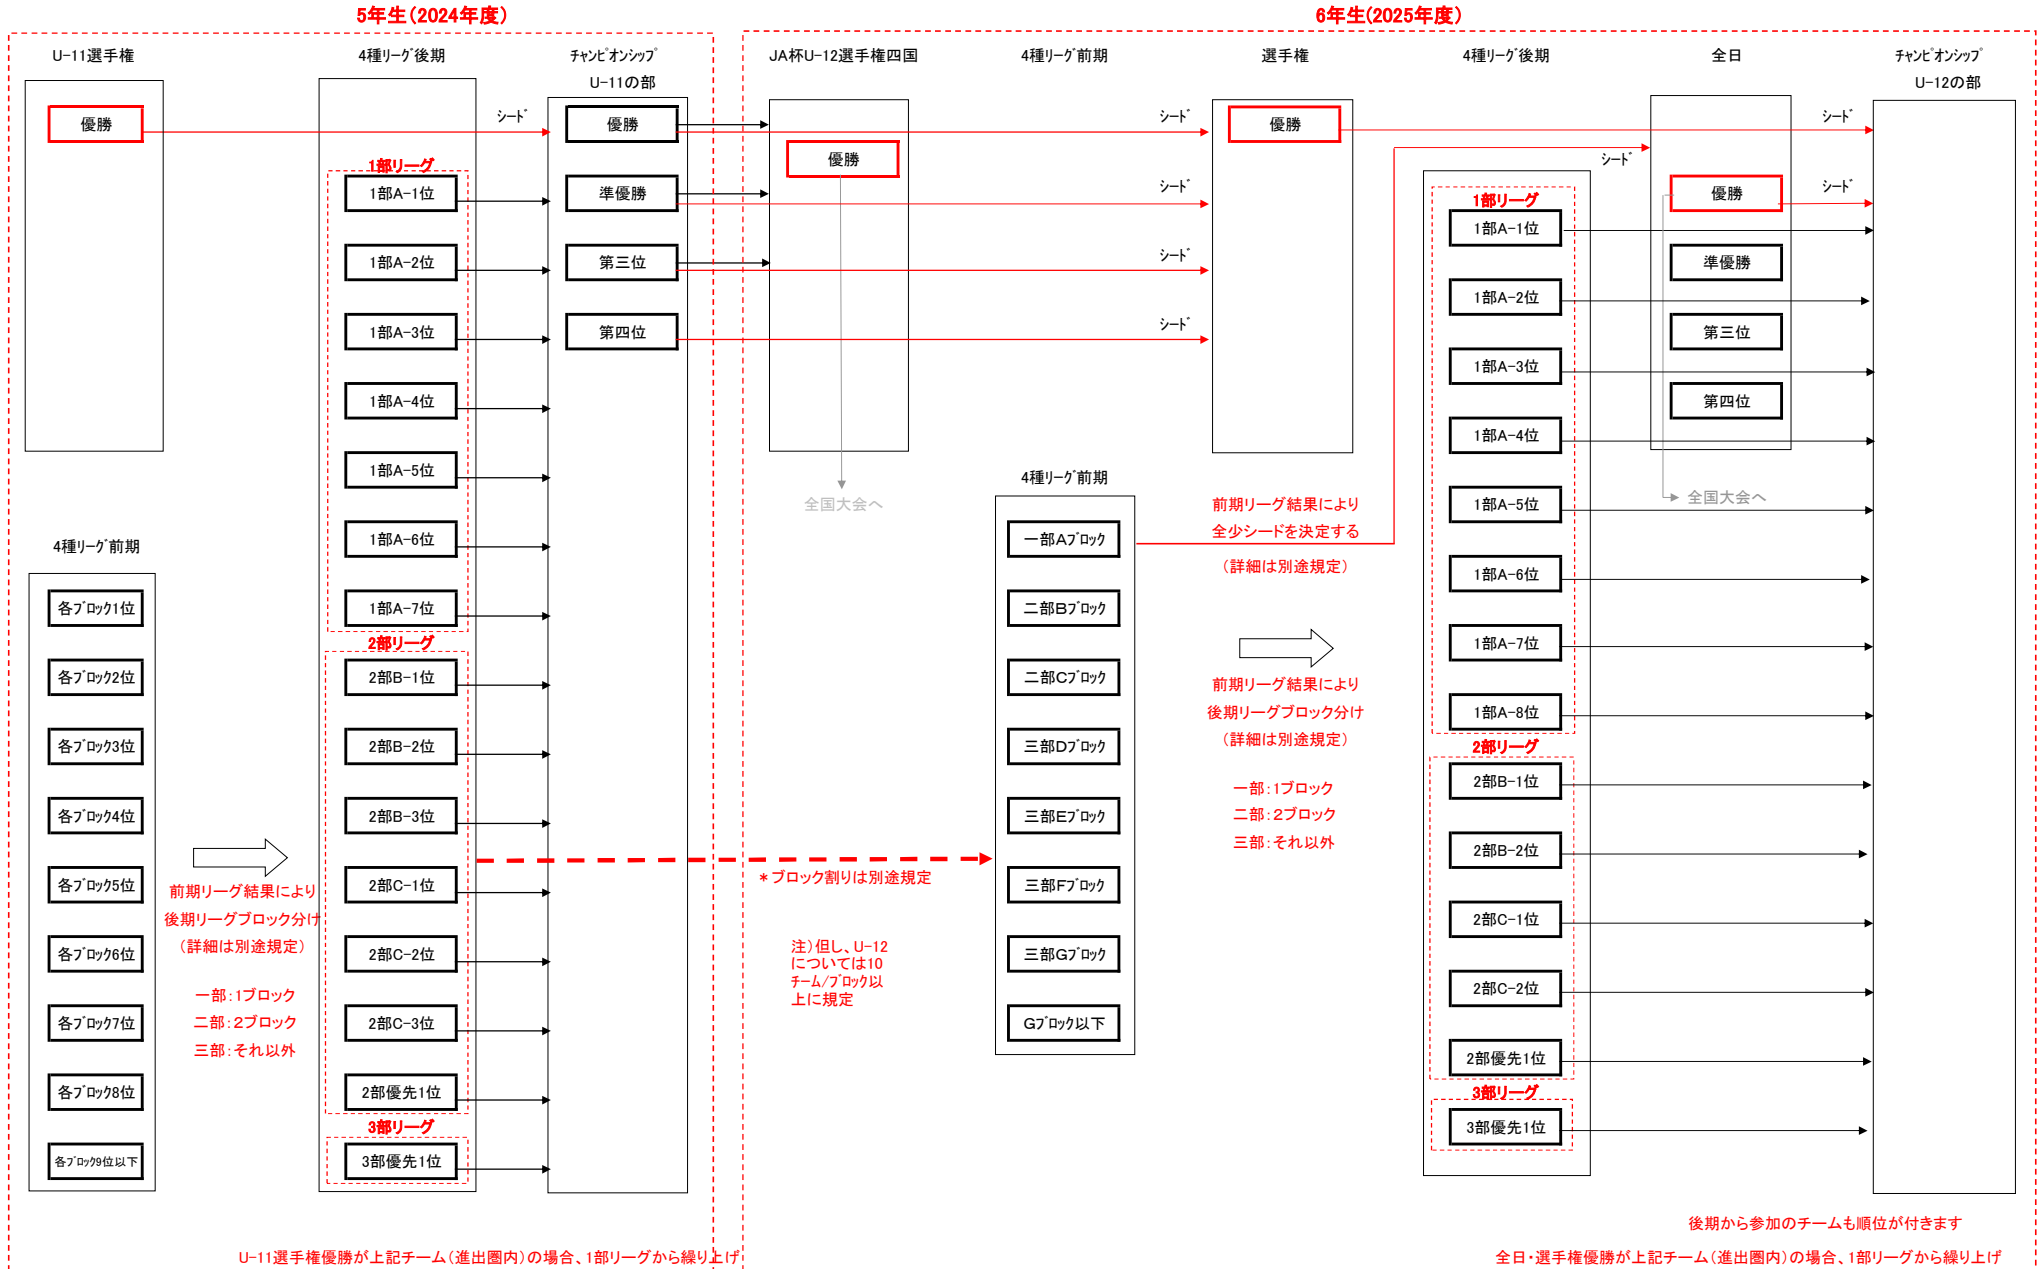 5年生(2024年度)
U-11選手権
4種リーグ後期
チャンピオンシップ
U-11の部
優勝
シード
1部リーグ
1部A-1位
1部A-2位
1部A-3位
1部A-4位
1部A-5位
1部A-6位
1部A-7位
2部リーグ
2部B-1位
2部B-2位
2部B-3位
2部C-1位
2部C-2位
2部C-3位
2部優先1位
3部リーグ
3部優先1位
優勝
準優勝
第三位
第四位
4種リーグ前期
各ブロック1位
各ブロック2位
各ブロック3位
各ブロック4位
各ブロック5位
各ブロック6位
各ブロック7位
各ブロック8位
各ブロック9位以下
前期リーグ結果により
後期リーグブロック分け
(詳細は別途規定)
一部:1ブロック
二部:2ブロック
三部:それ以外
U-11選手権優勝が上記チーム(進出圏内)の場合、1部リーグから繰り上げ
6年生(2025年度)
JA杯U-12選手権四国
4種リーグ前期
選手権
4種リーグ後期
全日
チャンピオンシップ
U-12の部
優勝
全国大会へ
シード
シード
シード
シード
優勝
4種リーグ前期
一部Aブロック
二部Bブロック
二部Cブロック
三部Dブロック
三部Eブロック
三部Fブロック
三部Gブロック
Gブロック以下
*ブロック割りは別途規定
注)但し、U-12
については10
チーム/ブロック以
上に規定
前期リーグ結果により
全少シードを決定する
(詳細は別途規定)
前期リーグ結果により
後期リーグブロック分け
(詳細は別途規定)
一部:1ブロック
二部:2ブロック
三部:それ以外
1部リーグ
1部A-1位
1部A-2位
1部A-3位
1部A-4位
1部A-5位
1部A-6位
1部A-7位
1部A-8位
2部リーグ
2部B-1位
2部B-2位
2部C-1位
2部C-2位
2部優先1位
3部リーグ
3部優先1位
シード
優勝
準優勝
第三位
第四位
全国大会へ
シード
シード
後期から参加のチームも順位が付きます
全日・選手権優勝が上記チーム(進出圏内)の場合、1部リーグから繰り上げ